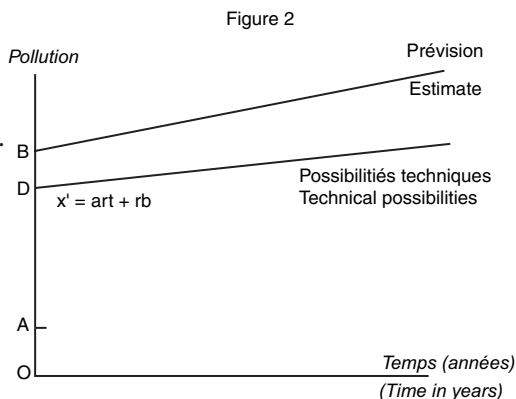 Figure 2
Pollution
Prévision
Estimate
B
D
x' = art + rb
Possibilitiés techniques
Technical possibilities
A
O
Temps (années)
(Time in years)